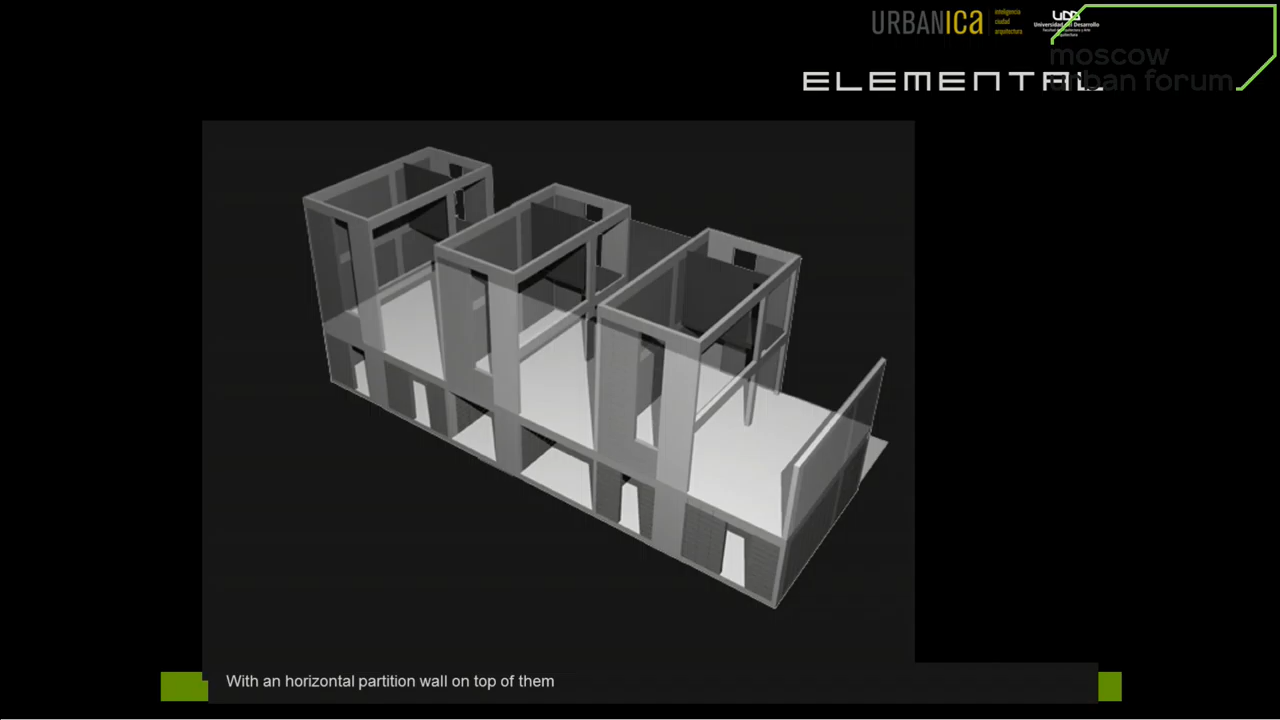 URBANICA
inteligencia
ciudad
arquitectura
UDD
Universidad del Desarrollo
moscow
urban forum
ELEMENTAL
With an horizontal partition wall on top of them